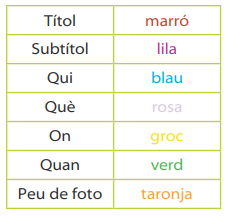 Títol marró
Subtítol lila
Qui blau
Què rosa
On groc
Quan verd
Peu de foto taronja